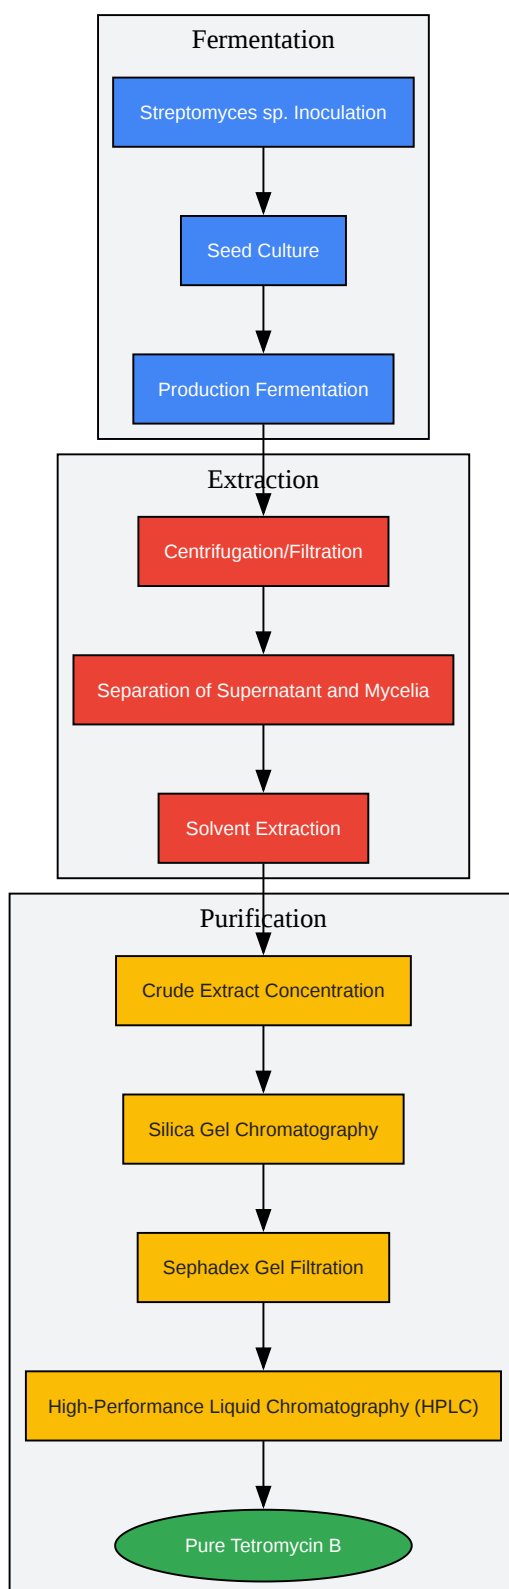 Fermentation
Streptomyces sp. Inoculation
Seed Culture
Production Fermentation
Extraction
Centrifugation/Filtration
Separation of Supernatant and Mycelia
Solvent Extraction
Purification
Crude Extract Concentration
Silica Gel Chromatography
Sephadex Gel Filtration
High-Performance Liquid Chromatography (HPLC)
Pure Tetromycin B